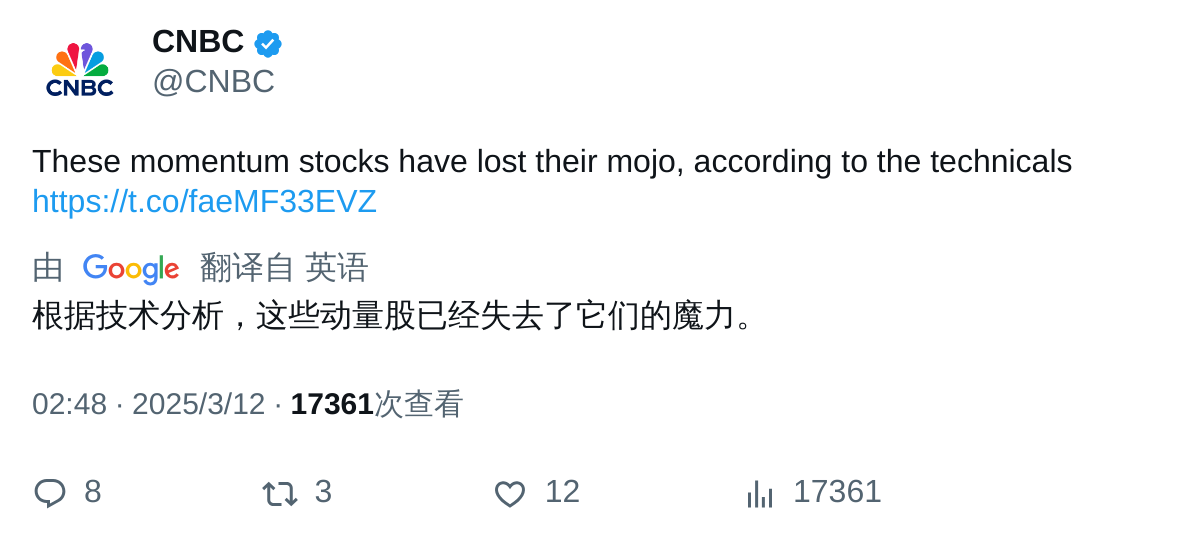 CNBC
@CNBC
CNBC
These momentum stocks have lost their mojo, according to the technicals
https://t.co/faeMF33EVZ
由 Google 翻译自 英语
根据技术分析，这些动量股已经失去了它们的魔力。
02:48 · 2025/3/12 · 17361次查看
8 3 12 17361